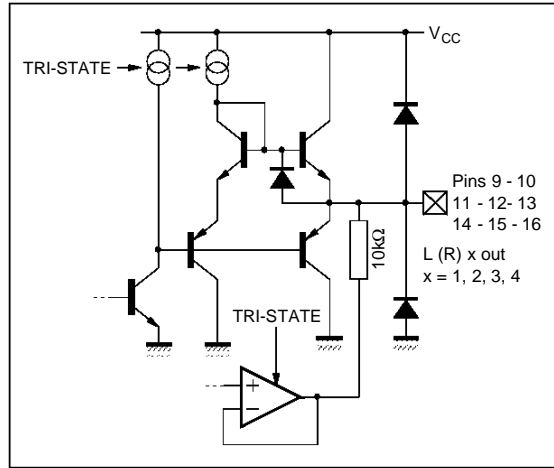 V_CC
TRI-STATE
Pins 9 - 10
11 - 12- 13
14 - 15 - 16
L (R) x out
x = 1, 2, 3, 4
10kΩ
TRI-STATE
+
−